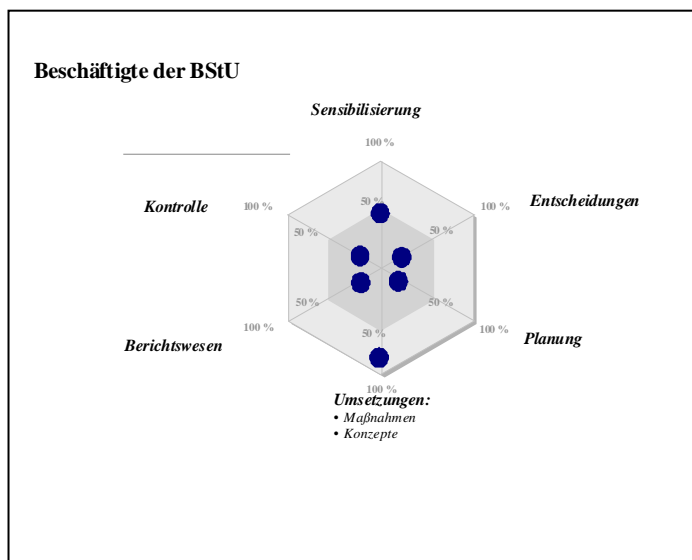 Beschäftigte der BStU
Sensibilisierung
100 %
Kontrolle
100 %
50 %
100 %
Entscheidungen
50 %
50 %
50 %
50 %
Berichtswesen
100 %
50 %
100 %
Planung
100 %
Umsetzungen:
• Maßnahmen
• Konzepte